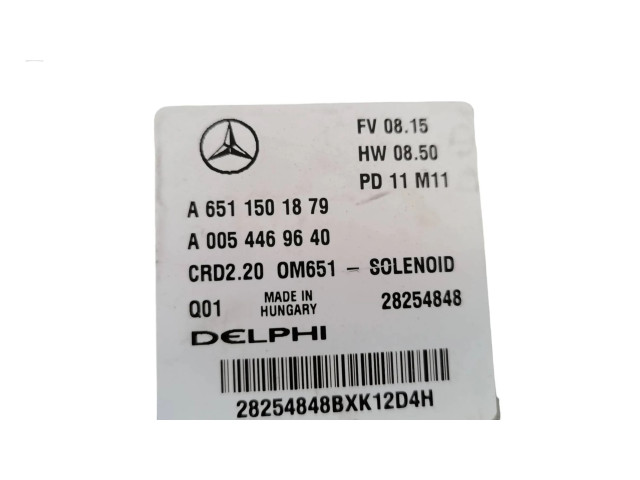 FV 08.15
HW 08.50
PD 11 M11
A 651 150 18 79
A 005 446 96 40
CRD2.20 OM651 - SOLENOID
Q01 MADE IN HUNGARY 28254848
DELPHI
28254848BXK12D4H